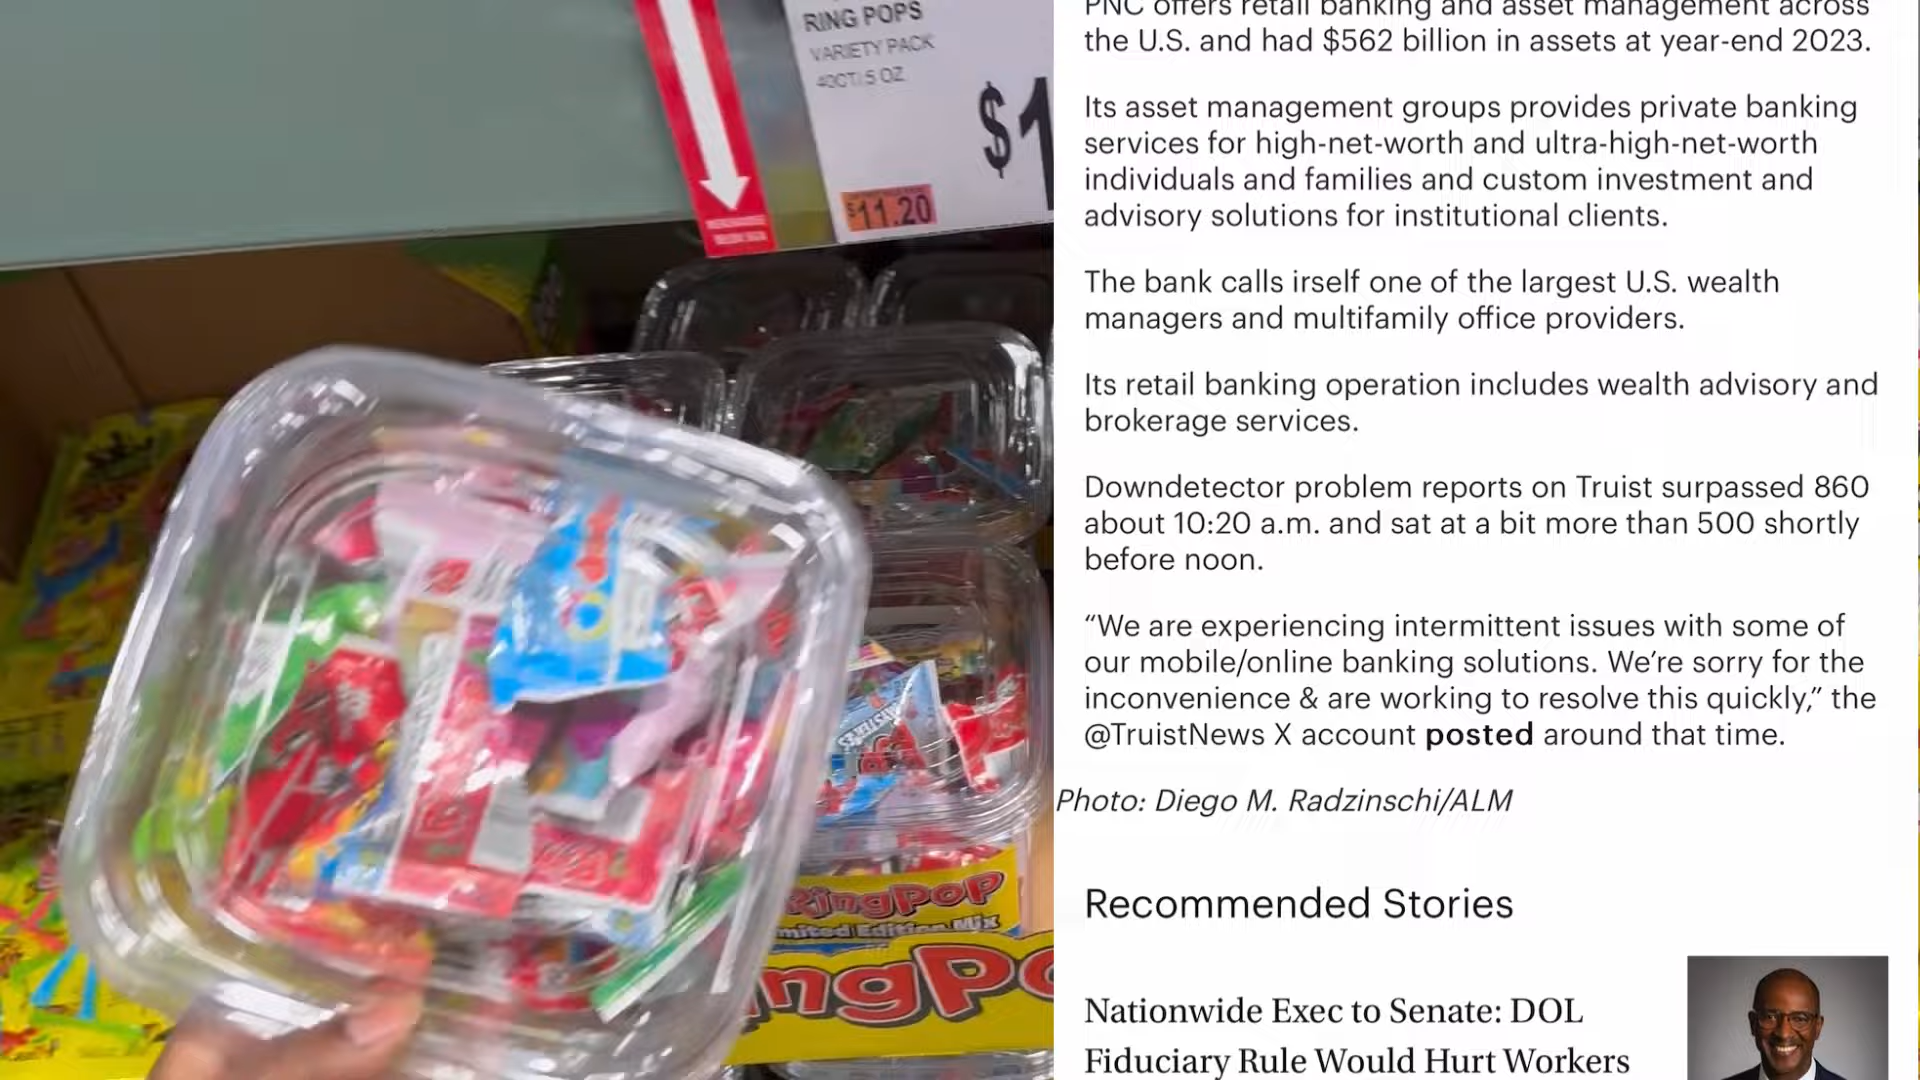 RING POPS
VARIETY PACK
40CT/.5 OZ
$1
$11.20
RingPop
Limited Edition Mix
ingPo
PNC offers retail banking and asset management across
the U.S. and had $562 billion in assets at year-end 2023.
Its asset management groups provides private banking
services for high-net-worth and ultra-high-net-worth
individuals and families and custom investment and
advisory solutions for institutional clients.
The bank calls irself one of the largest U.S. wealth
managers and multifamily office providers.
Its retail banking operation includes wealth advisory and
brokerage services.
Downdetector problem reports on Truist surpassed 860
about 10:20 a.m. and sat at a bit more than 500 shortly
before noon.
“We are experiencing intermittent issues with some of
our mobile/online banking solutions. We’re sorry for the
inconvenience & are working to resolve this quickly,” the
@TruistNews X account posted around that time.
Photo: Diego M. Radzinschi/ALM
Recommended Stories
Nationwide Exec to Senate: DOL
Fiduciary Rule Would Hurt Workers